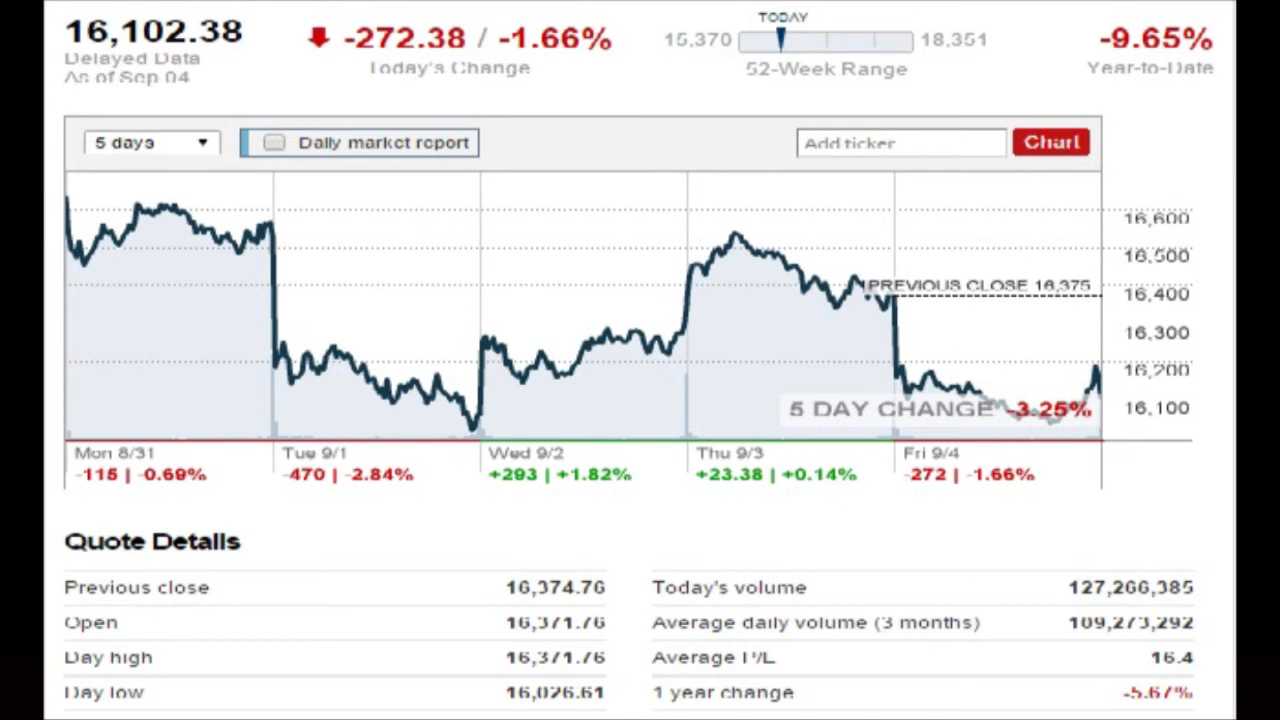 16,102.38
Delayed Data
As of Sep 04
-272.38 / -1.66%
Today's Change
TODAY
15,370 18,351
52-Week Range
-9.65%
Year-to-Date
5 days
Daily market report
Add ticker
Chart
16,600
16,500
PREVIOUS CLOSE 16,375
16,400
16,300
16,200
5 DAY CHANGE -3.25%
16,100
Mon 8/31 Tue 9/1 Wed 9/2 Thu 9/3 Fri 9/4
-115 | -0.69% -470 | -2.84% +293 | +1.82% +23.38 | +0.14% -272 | -1.66%
Quote Details
Previous close 16,374.76 Today's volume 127,266,385
Open 16,371.76 Average daily volume (3 months) 109,273,292
Day high 16,371.76 Average P/E 16.4
Day low 16,026.61 1 year change -5.67%